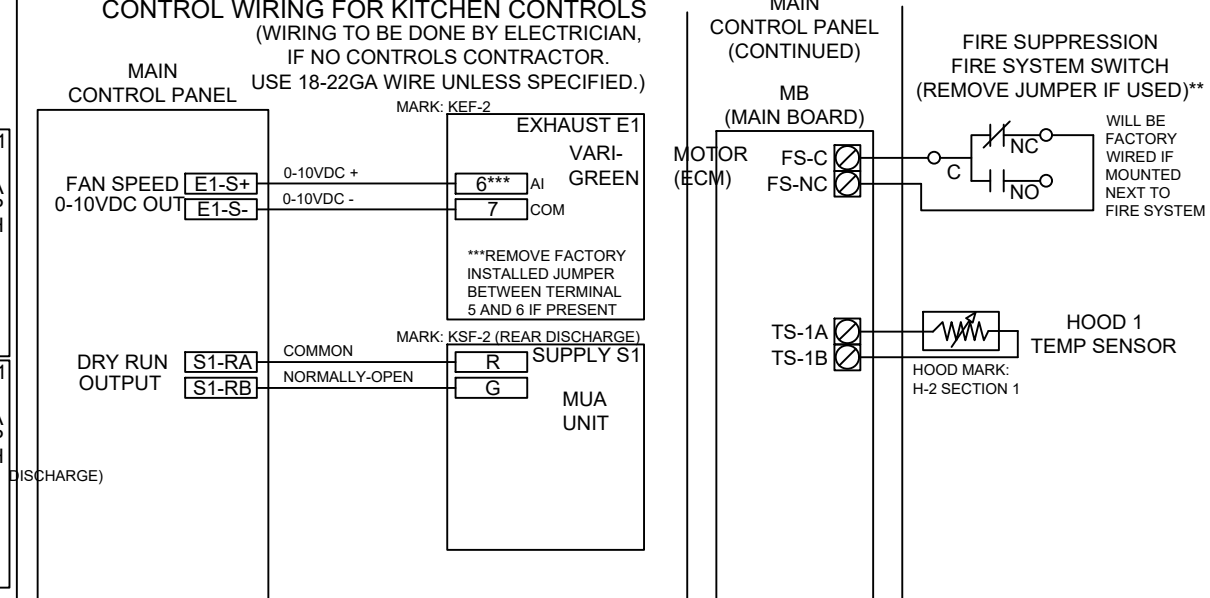 CONTROL WIRING FOR KITCHEN CONTROLS
(WIRING TO BE DONE BY ELECTRICIAN,
IF NO CONTROLS CONTRACTOR.
USE 18-22GA WIRE UNLESS SPECIFIED.)
MAIN
CONTROL PANEL
FAN SPEED
0-10VDC OUT
E1-S+
E1-S-
0-10VDC +
0-10VDC -
MARK: KEF-2
EXHAUST E1
VARI-
GREEN
6*** AI
7 COM
***REMOVE FACTORY
INSTALLED JUMPER
BETWEEN TERMINAL
5 AND 6 IF PRESENT
MOTOR
(ECM)
DRY RUN
OUTPUT
S1-RA
S1-RB
COMMON
NORMALLY-OPEN
MARK: KSF-2 (REAR DISCHARGE)
SUPPLY S1
R
G
MUA
UNIT
DISCHARGE)
MAIN
CONTROL PANEL
(CONTINUED)
MB
(MAIN BOARD)
FS-C
FS-NC
TS-1A
TS-1B
FIRE SUPPRESSION
FIRE SYSTEM SWITCH
(REMOVE JUMPER IF USED)**
C
NC
NO
WILL BE
FACTORY
WIRED IF
MOUNTED
NEXT TO
FIRE SYSTEM
HOOD 1
TEMP SENSOR
HOOD MARK:
H-2 SECTION 1